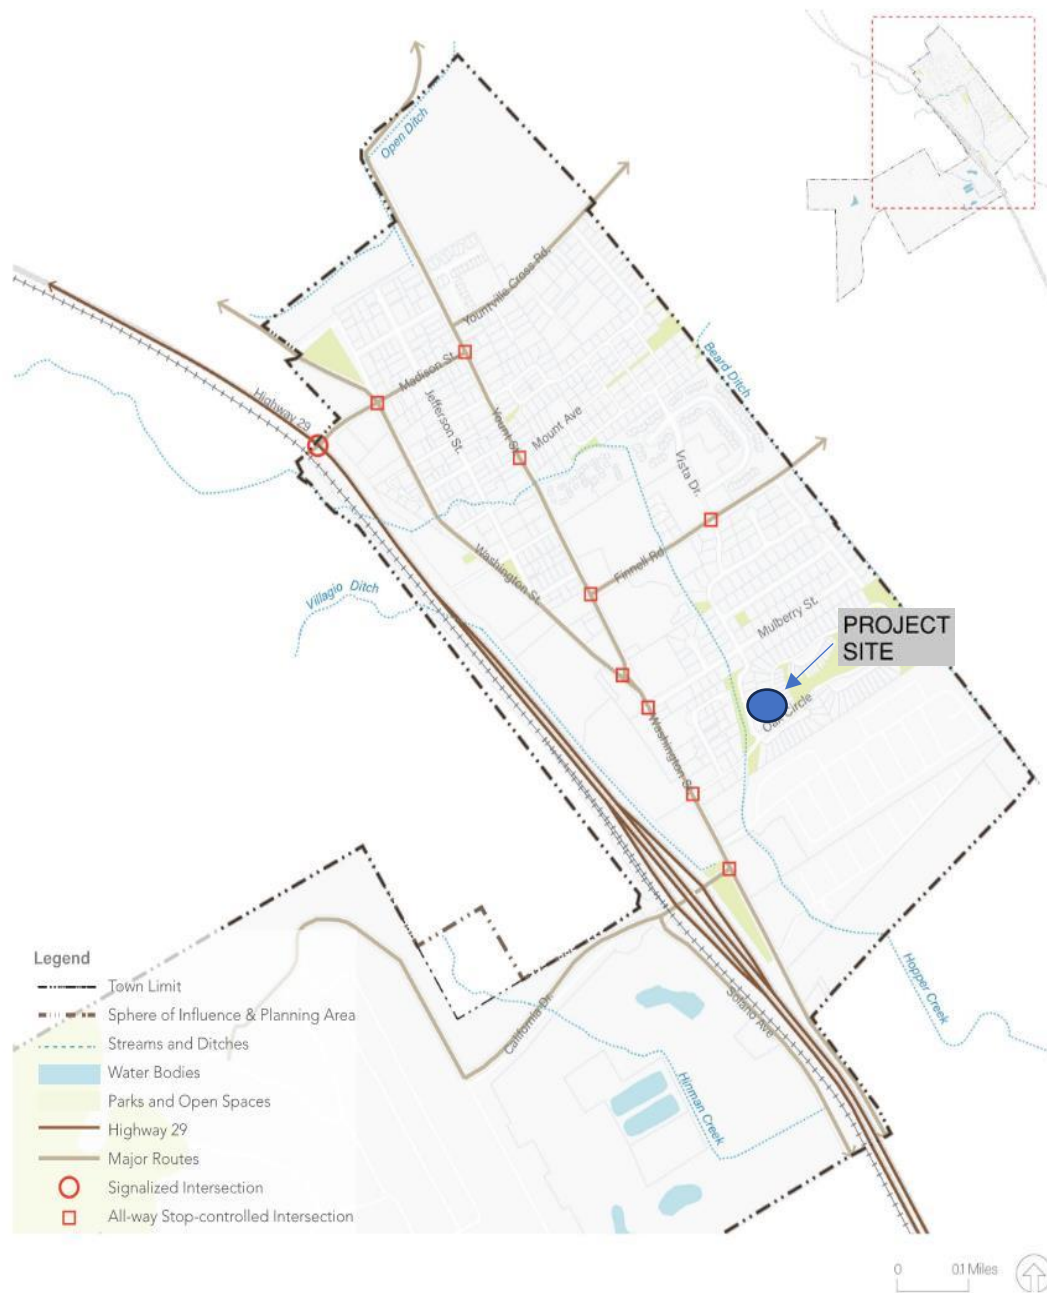 Open Ditch
Yountville Cross Rd.
Beard Ditch
Highway 29
Madison St.
Jefferson St.
Yount St.
Mount Ave
Vista Dr.
Washington St.
Finnell Rd.
Villagio Ditch
Mulberry St.
PROJECT
SITE
Oak Circle
Washington St.
Hopper Creek
Solano Ave
California Dr.
Hinman Creek
Legend
Town Limit
Sphere of Influence & Planning Area
Streams and Ditches
Water Bodies
Parks and Open Spaces
Highway 29
Major Routes
Signalized Intersection
All-way Stop-controlled Intersection
0 0.1 Miles